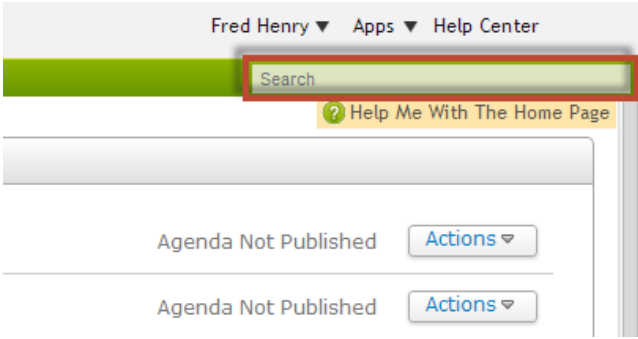 Fred Henry ▼ Apps ▼ Help Center
Search
? Help Me With The Home Page
Agenda Not Published Actions
Agenda Not Published Actions